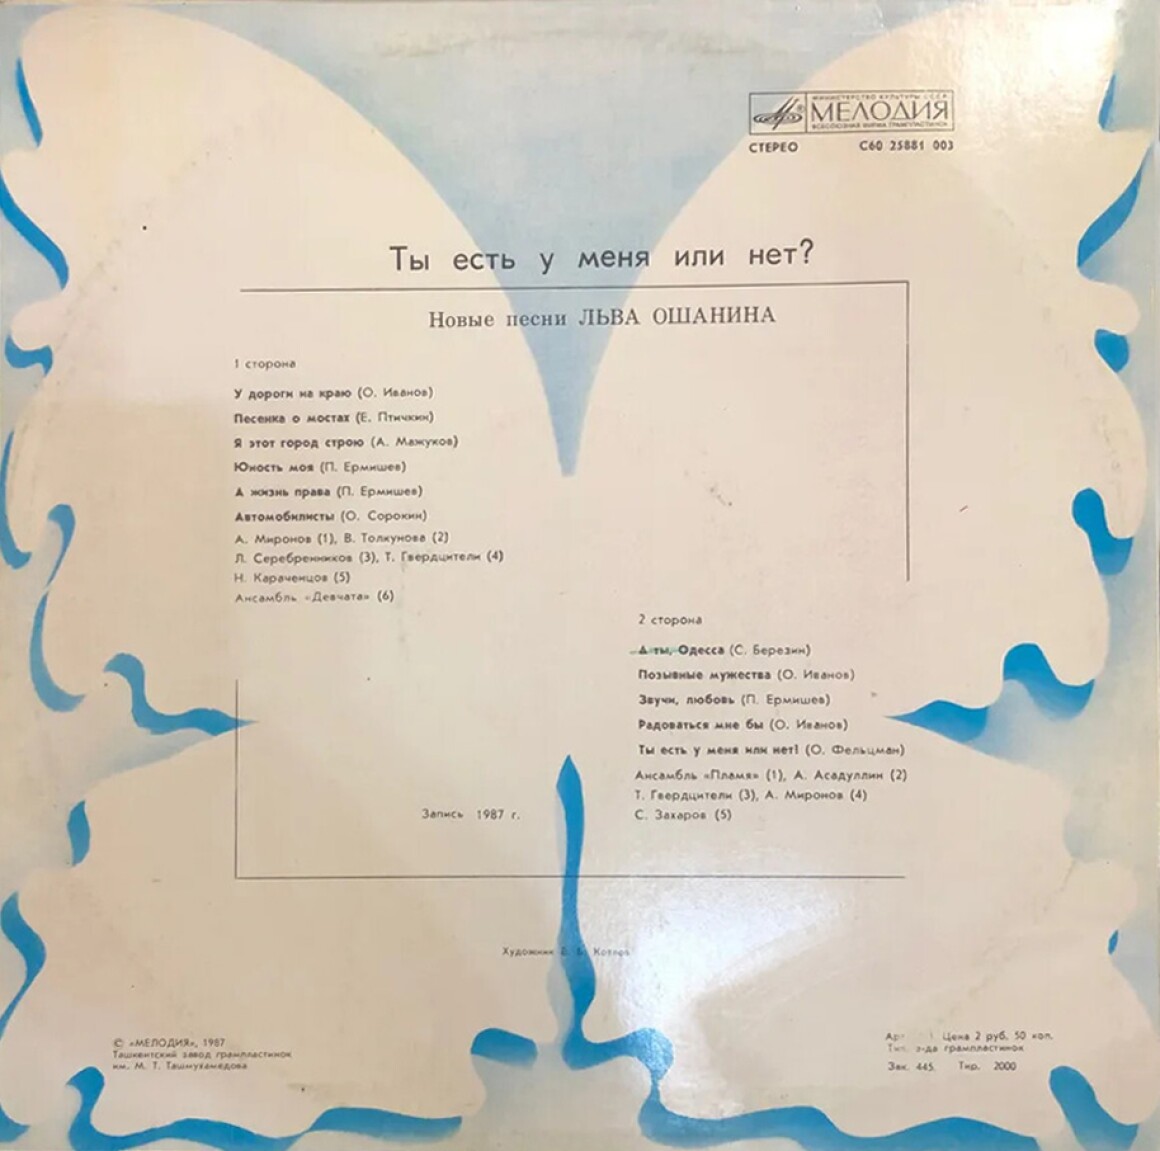 МИНИСТЕРСТВО КУЛЬТУРЫ СССР
МЕЛОДИЯ
ВСЕСОЮЗНАЯ ФИРМА ГРАМПЛАСТИНОК
СТЕРЕО С60 25881 003
Ты есть у меня или нет?
Новые песни ЛЬВА ОШАНИНА
1 сторона
У дороги на краю (О. Иванов)
Песенка о мостах (Е. Птичкин)
Я этот город строю (А. Мажуков)
Юность моя (П. Ермишев)
А жизнь права (П. Ермишев)
Автомобилисты (О. Сорокин)
А. Миронов (1), В. Толкунова (2)
Л. Серебренников (3), Т. Гвердцители (4)
Н. Караченцов (5)
Ансамбль «Девчата» (6)
2 сторона
А ты, Одесса (С. Березин)
Позывные мужества (О. Иванов)
Звучи, любовь (П. Ермишев)
Радоваться мне бы (О. Иванов)
Ты есть у меня или нет! (О. Фельцман)
Ансамбль «Пламя» (1), А. Асадуллин (2)
Т. Гвердцители (3), А. Миронов (4)
С. Захаров (5)
Запись 1987 г.
Художник Котлов
© «МЕЛОДИЯ», 1987
Ташкентский завод грампластинок
им. М. Т. Ташмухамедова
Цена 2 руб. 50 коп.
Тип. з-да грампластинок
Зак. 445. Тир. 2000